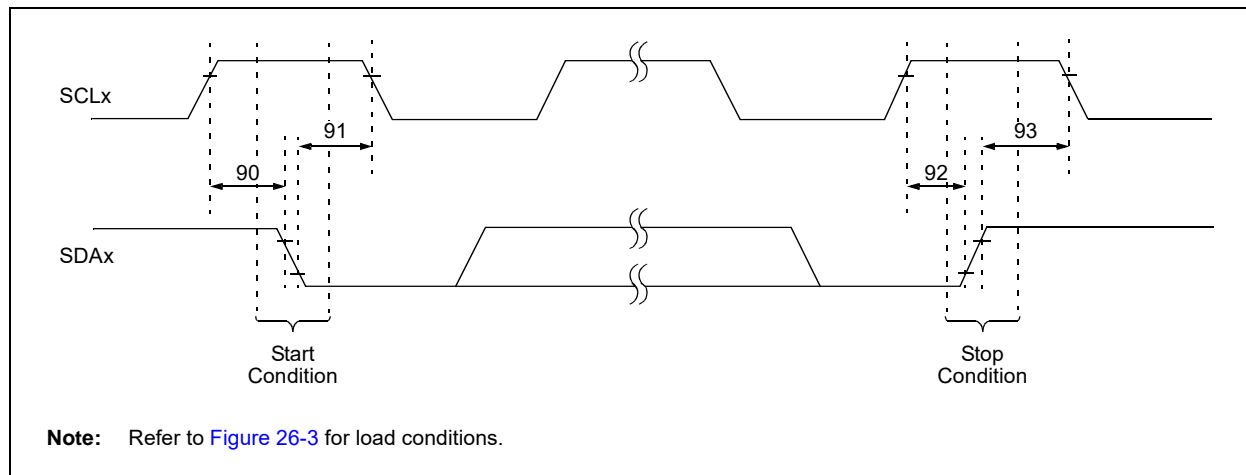 SCLx
91
93
90
92
SDAx
Start
Condition
Stop
Condition
Note: Refer to Figure 26-3 for load conditions.